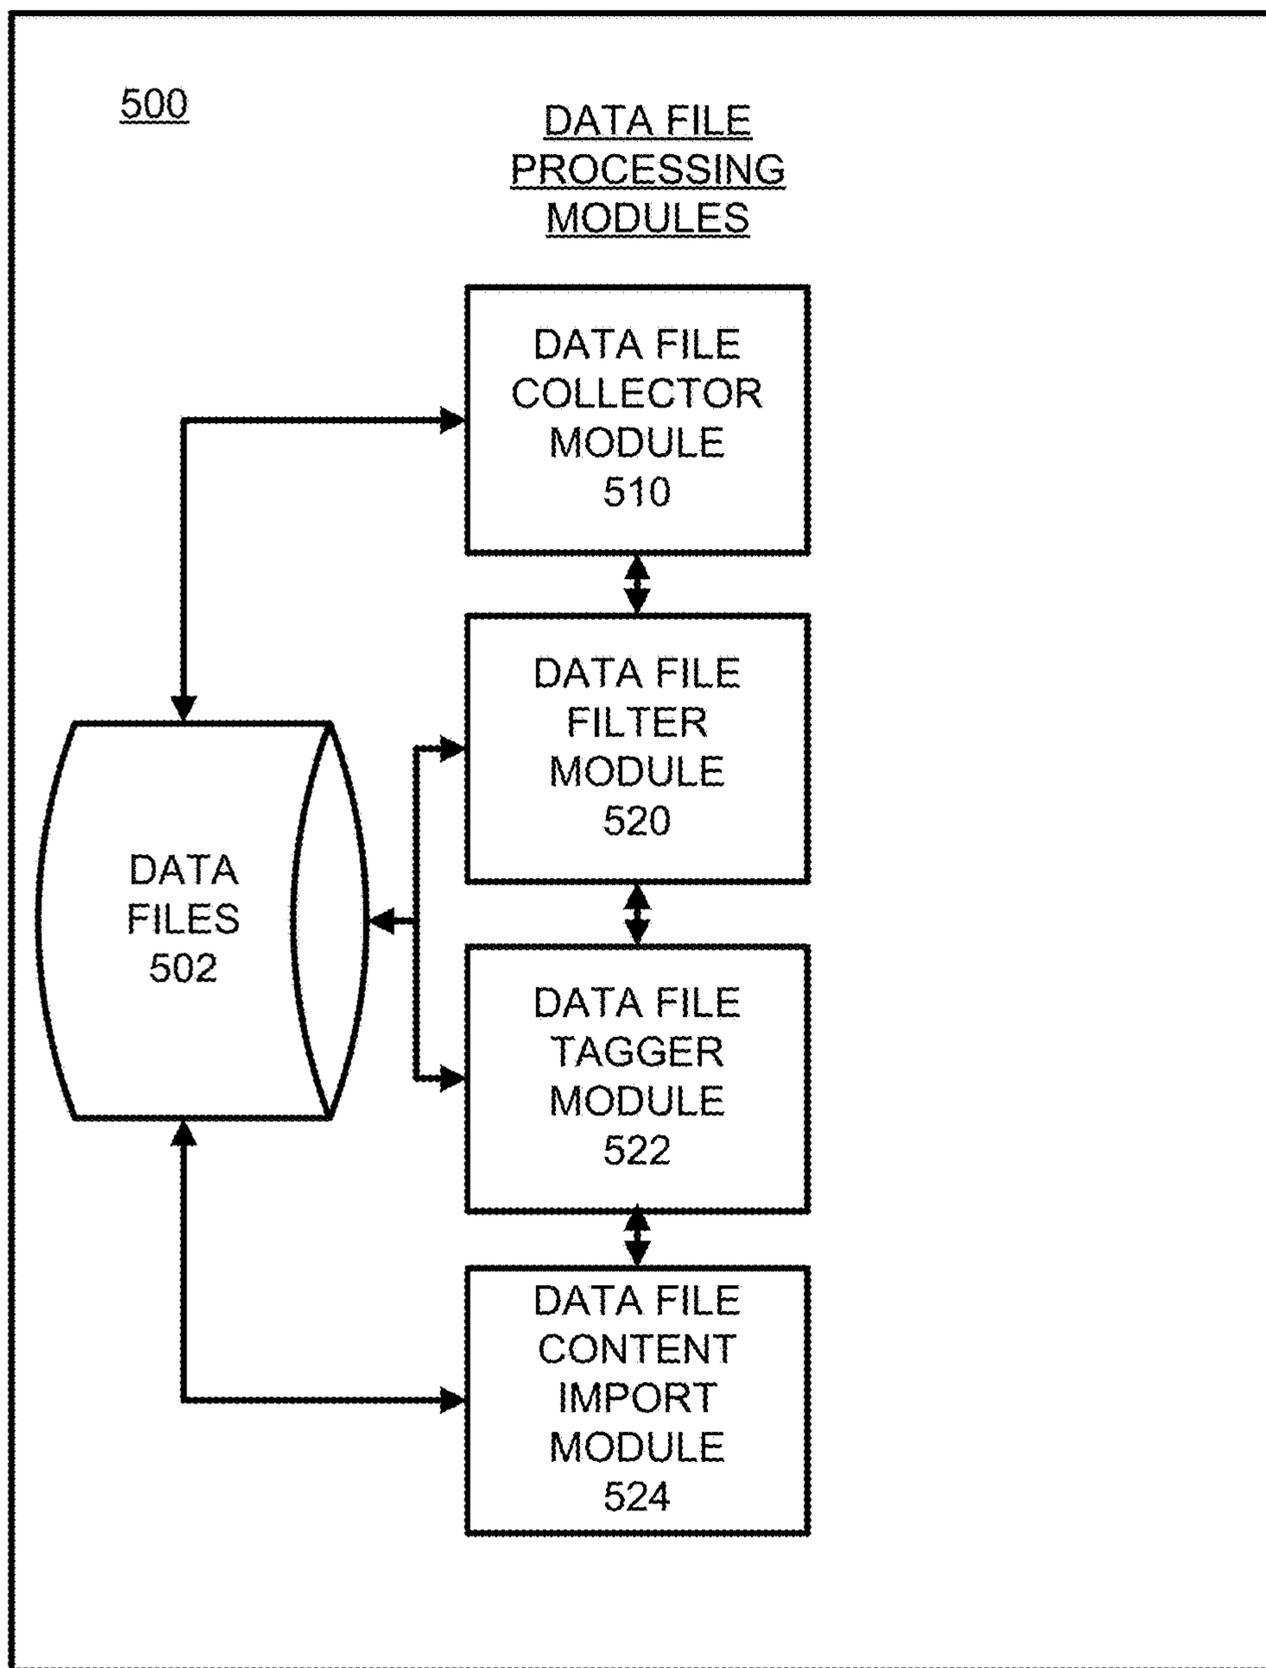 500
DATA FILE
PROCESSING
MODULES
DATA FILE
COLLECTOR
MODULE
510
DATA FILE
FILTER
MODULE
520
DATA
FILES
502
DATA FILE
TAGGER
MODULE
522
DATA FILE
CONTENT
IMPORT
MODULE
524